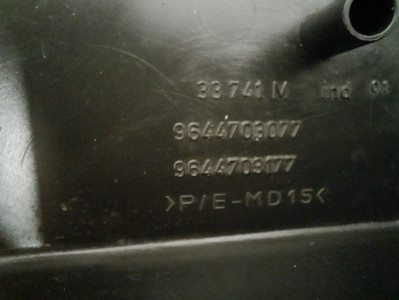 33 741 M ind 01
9644703077
9644703177
>P/E-MD15<